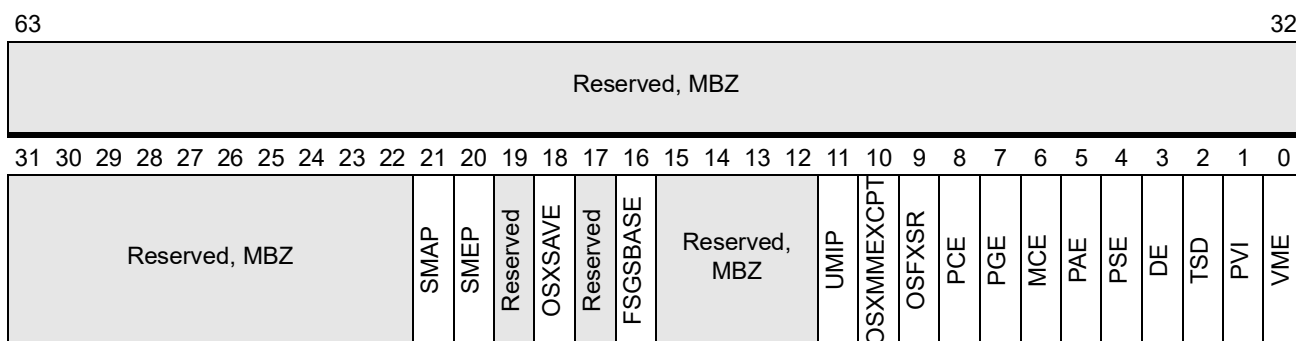 63 32
Reserved, MBZ
31 30 29 28 27 26 25 24 23 22 21 20 19 18 17 16 15 14 13 12 11 10 9 8 7 6 5 4 3 2 1 0
Reserved, MBZ
SMAP
SMEP
Reserved
OSXSAVE
Reserved
FSGSBASE
Reserved,
MBZ
UMIP
OSXMMEXCPT
OSFXSR
PCE
PGE
MCE
PAE
PSE
DE
TSD
PVI
VME